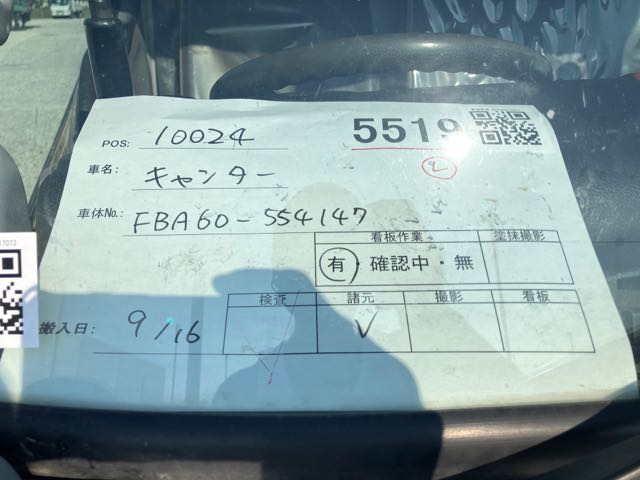 POS: 10024 5519
L
車名: キャンター
車体No.: FBA60-554147
看板作業 塗抹撮影
有・確認中・無
検査 諸元 撮影 看板
搬入日: 9/16 V